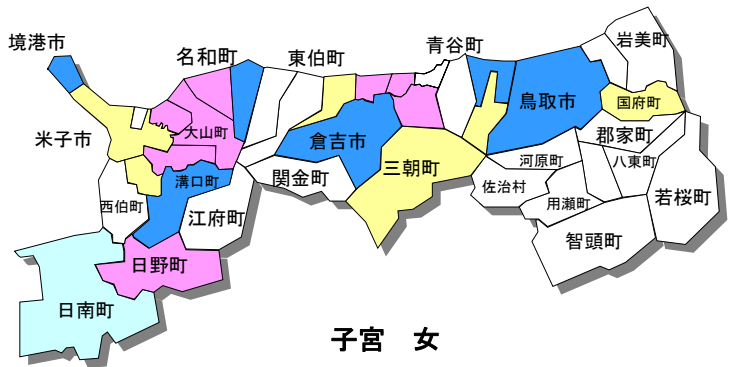 境港市
名和町
東伯町
青谷町
岩美町
米子市
大山町
倉吉市
鳥取市
国府町
郡家町
三朝町
河原町
八東町
溝口町
関金町
佐治村
若桜町
西伯町
江府町
用瀬町
智頭町
日野町
日南町
子宮 女